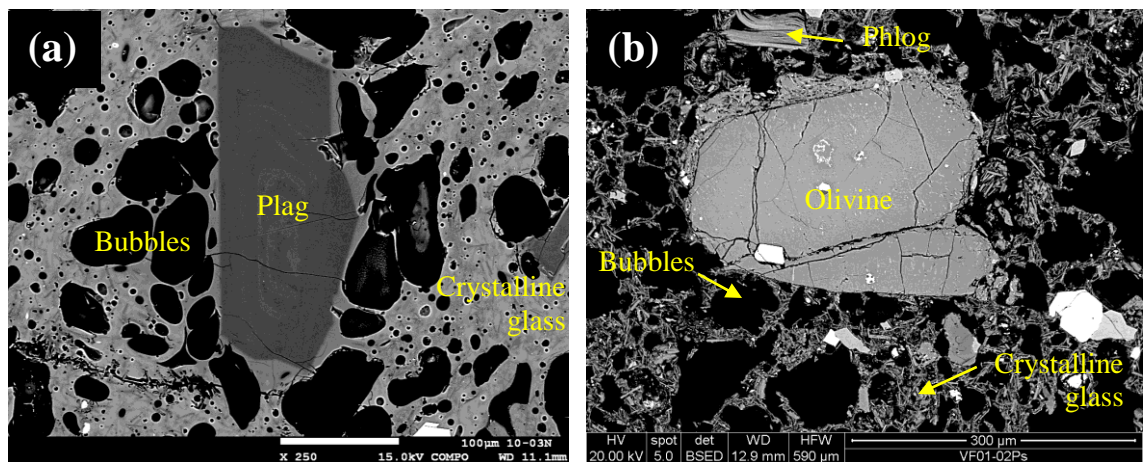 (a)
Plag
Bubbles
Crystalline
glass
100μm 10-03N
X 250 15.0kV COMPO WD 11.1mm
(b)
Phlog
Olivine
Bubbles
Crystalline
glass
HV spot det WD HFW 300 µm
20.00 kV 5.0 BSED 12.9 mm 590 µm VF01-02Ps